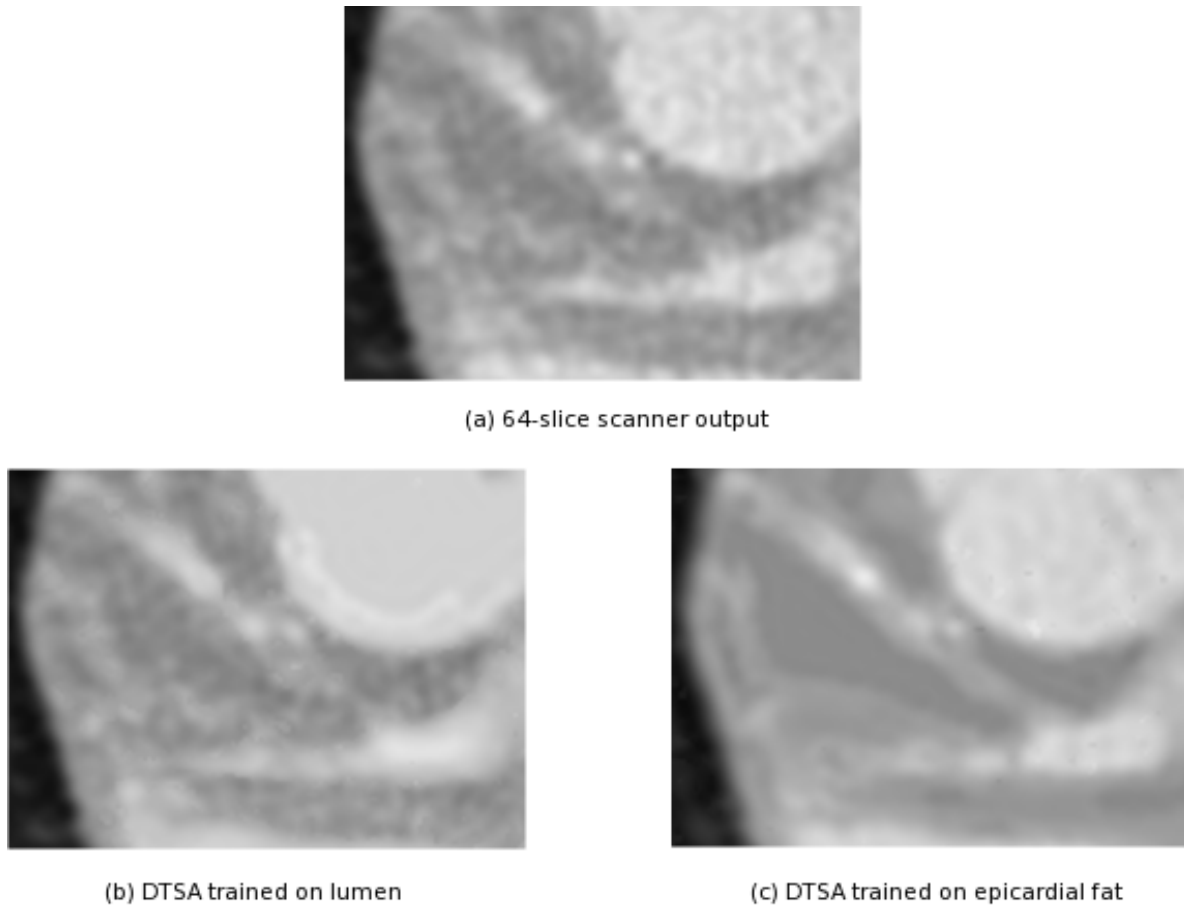 (a) 64-slice scanner output
(b) DTSA trained on lumen
(c) DTSA trained on epicardial fat